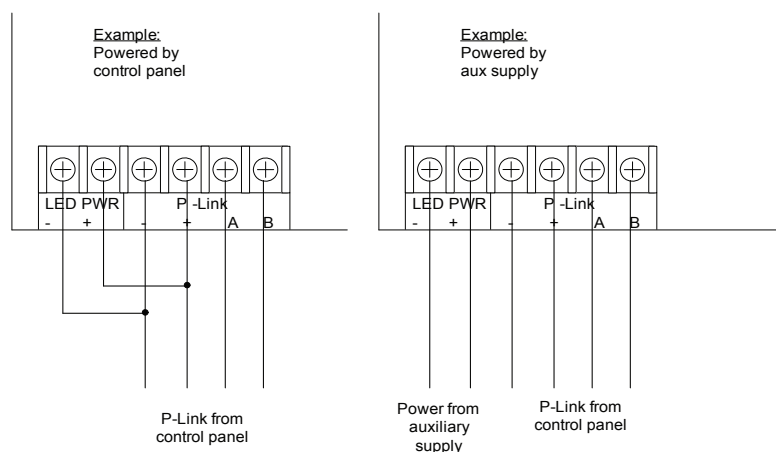 Example:
Powered by
control panel
LED PWR P -Link
- + - + A B
P-Link from
control panel
Example:
Powered by
aux supply
LED PWR P -Link
- + - + A B
Power from
auxiliary
supply
P-Link from
control panel